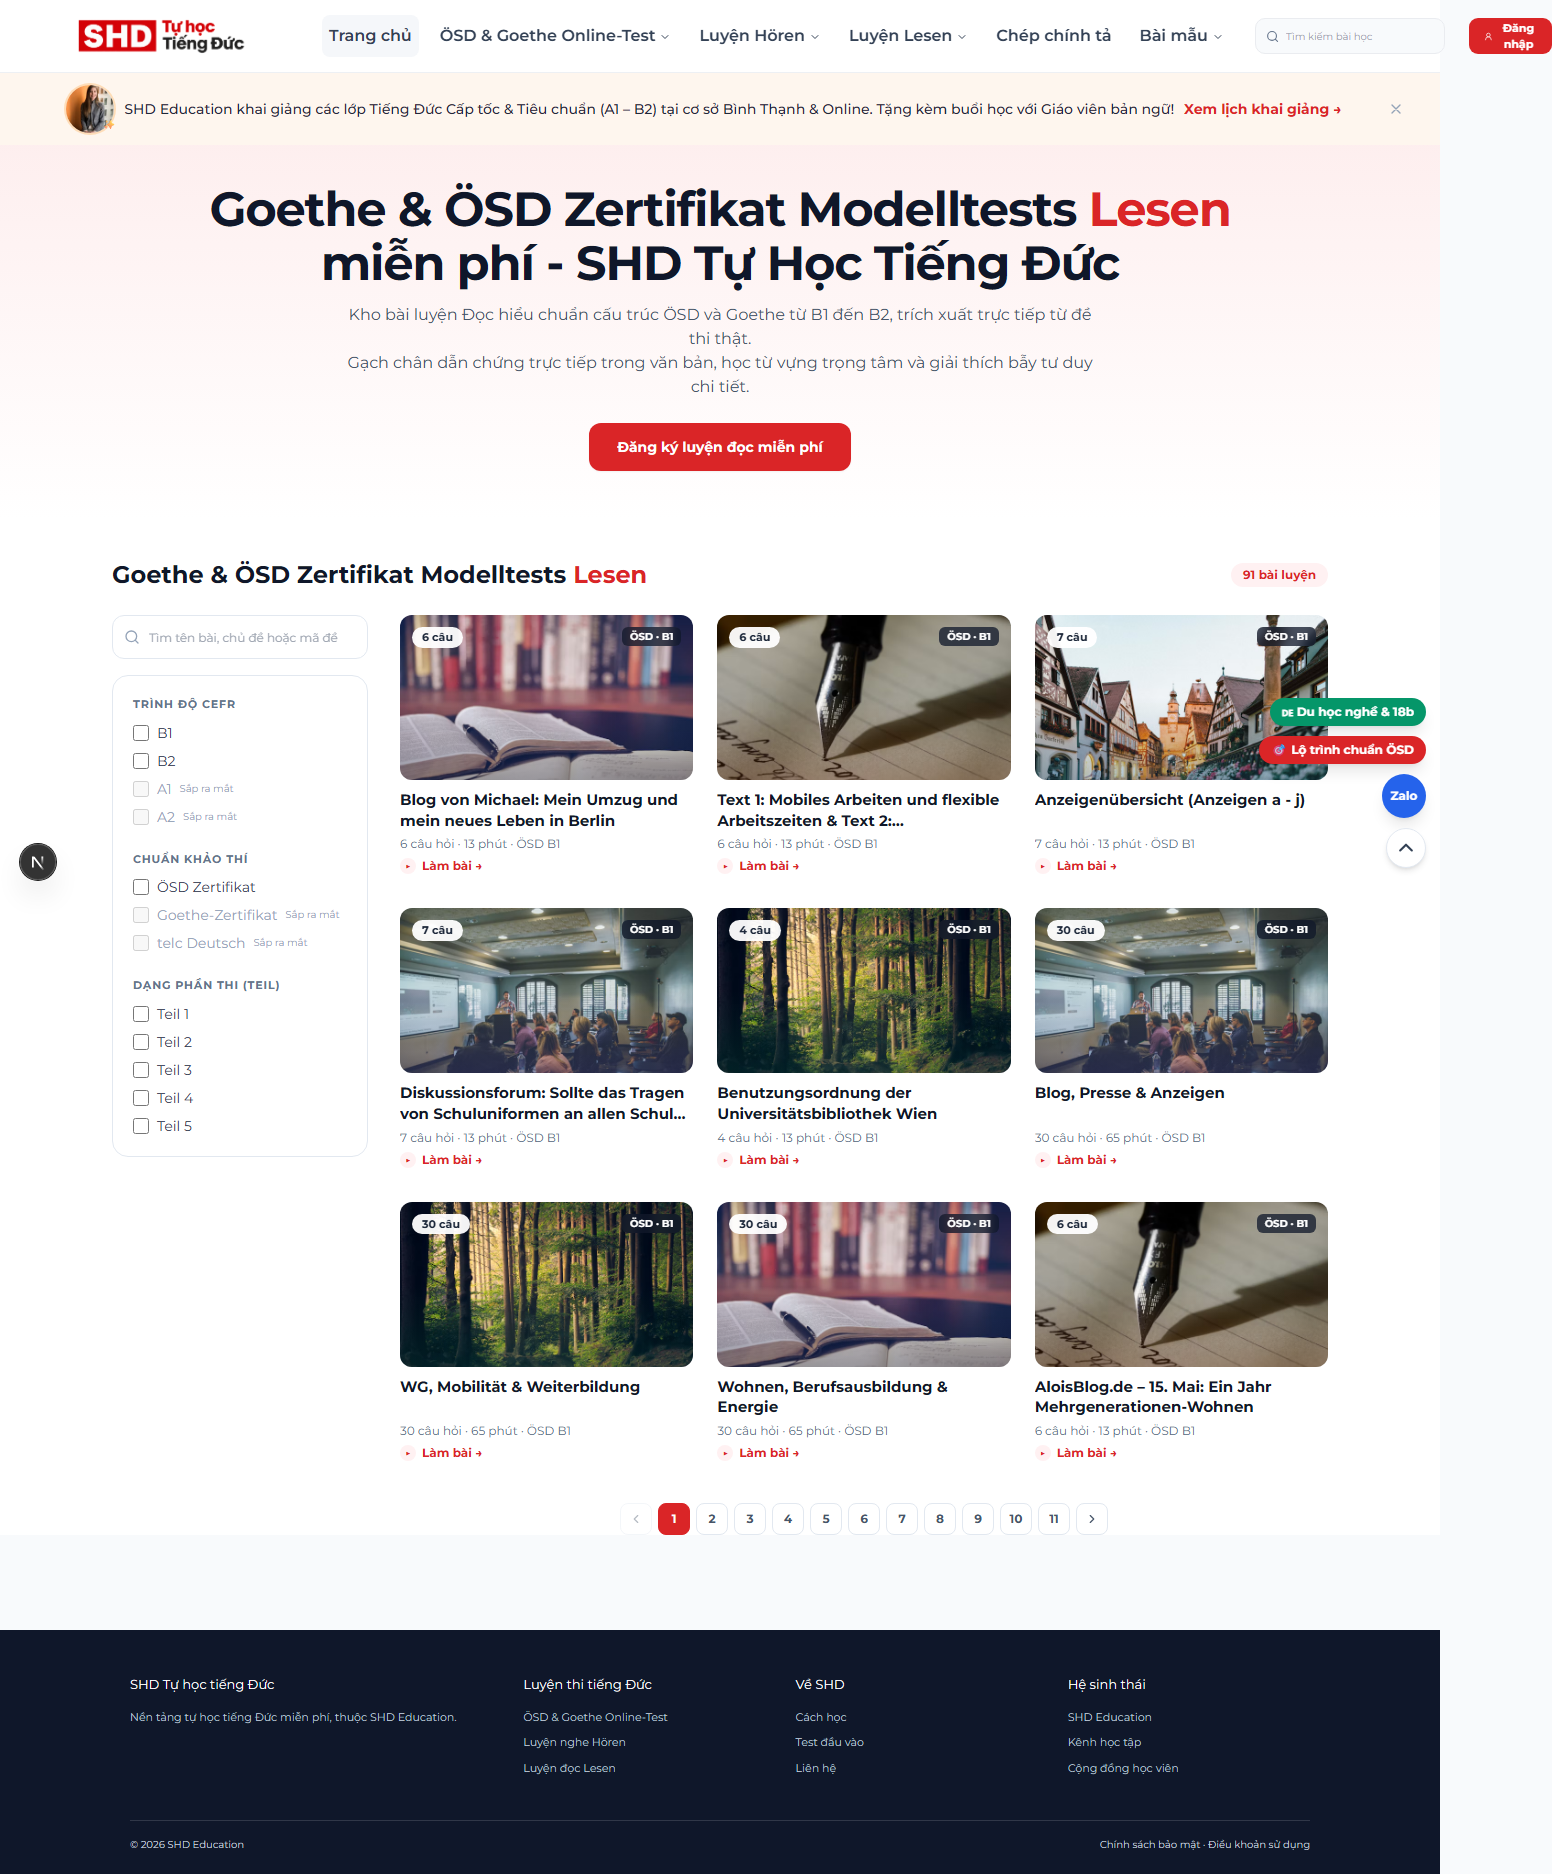 SHD Tự học
Tiếng Đức
Trang chủ
ÖSD & Goethe Online-Test
Luyện Hören
Luyện Lesen
Chép chính tả
Bài mẫu
Tìm kiếm bài học
Đăng
nhập
SHD Education khai giảng các lớp Tiếng Đức Cấp tốc & Tiêu chuẩn (A1 – B2) tại cơ sở Bình Thạnh & Online. Tặng kèm buổi học với Giáo viên bản ngữ! Xem lịch khai giảng →
Goethe & ÖSD Zertifikat Modelltests Lesen
miễn phí - SHD Tự Học Tiếng Đức
Kho bài luyện Đọc hiểu chuẩn cấu trúc ÖSD và Goethe từ B1 đến B2, trích xuất trực tiếp từ đề
thi thật.
Gạch chân dẫn chứng trực tiếp trong văn bản, học từ vựng trọng tâm và giải thích bẫy tư duy
chi tiết.
Đăng ký luyện đọc miễn phí
Goethe & ÖSD Zertifikat Modelltests Lesen
91 bài luyện
Tìm tên bài, chủ đề hoặc mã đề
TRÌNH ĐỘ CEFR
B1
B2
A1 Sắp ra mắt
A2 Sắp ra mắt
CHUẨN KHẢO THÍ
ÖSD Zertifikat
Goethe-Zertifikat Sắp ra mắt
telc Deutsch Sắp ra mắt
DẠNG PHẦN THI (TEIL)
Teil 1
Teil 2
Teil 3
Teil 4
Teil 5
6 câu
ÖSD · B1
Blog von Michael: Mein Umzug und
mein neues Leben in Berlin
6 câu hỏi · 13 phút · ÖSD B1
Làm bài →
6 câu
ÖSD · B1
Text 1: Mobiles Arbeiten und flexible
Arbeitszeiten & Text 2:...
6 câu hỏi · 13 phút · ÖSD B1
Làm bài →
7 câu
ÖSD · B1
Anzeigenübersicht (Anzeigen a - j)
7 câu hỏi · 13 phút · ÖSD B1
Làm bài →
DE Du học nghề & 18b
Lộ trình chuẩn ÖSD
Zalo
N
7 câu
ÖSD · B1
Diskussionsforum: Sollte das Tragen
von Schuluniformen an allen Schul...
7 câu hỏi · 13 phút · ÖSD B1
Làm bài →
4 câu
ÖSD · B1
Benutzungsordnung der
Universitätsbibliothek Wien
4 câu hỏi · 13 phút · ÖSD B1
Làm bài →
30 câu
ÖSD · B1
Blog, Presse & Anzeigen
30 câu hỏi · 65 phút · ÖSD B1
Làm bài →
30 câu
ÖSD · B1
WG, Mobilität & Weiterbildung
30 câu hỏi · 65 phút · ÖSD B1
Làm bài →
30 câu
ÖSD · B1
Wohnen, Berufsausbildung &
Energie
30 câu hỏi · 65 phút · ÖSD B1
Làm bài →
6 câu
ÖSD · B1
AloisBlog.de – 15. Mai: Ein Jahr
Mehrgenerationen-Wohnen
6 câu hỏi · 13 phút · ÖSD B1
Làm bài →
1 2 3 4 5 6 7 8 9 10 11
SHD Tự học tiếng Đức
Nền tảng tự học tiếng Đức miễn phí, thuộc SHD Education.
Luyện thi tiếng Đức
ÖSD & Goethe Online-Test
Luyện nghe Hören
Luyện đọc Lesen
Về SHD
Cách học
Test đầu vào
Liên hệ
Hệ sinh thái
SHD Education
Kênh học tập
Cộng đồng học viên
© 2026 SHD Education
Chính sách bảo mật · Điều khoản sử dụng